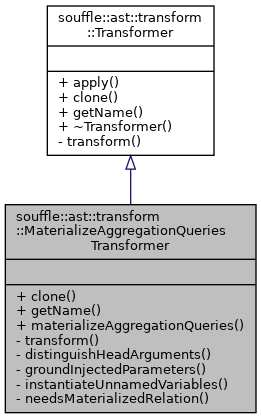 souffle::ast::transform
::Transformer
+ apply()
+ clone()
+ getName()
+ ~Transformer()
- transform()
souffle::ast::transform
::MaterializeAggregationQueries
Transformer
+ clone()
+ getName()
+ materializeAggregationQueries()
- transform()
- distinguishHeadArguments()
- groundInjectedParameters()
- instantiateUnnamedVariables()
- needsMaterializedRelation()